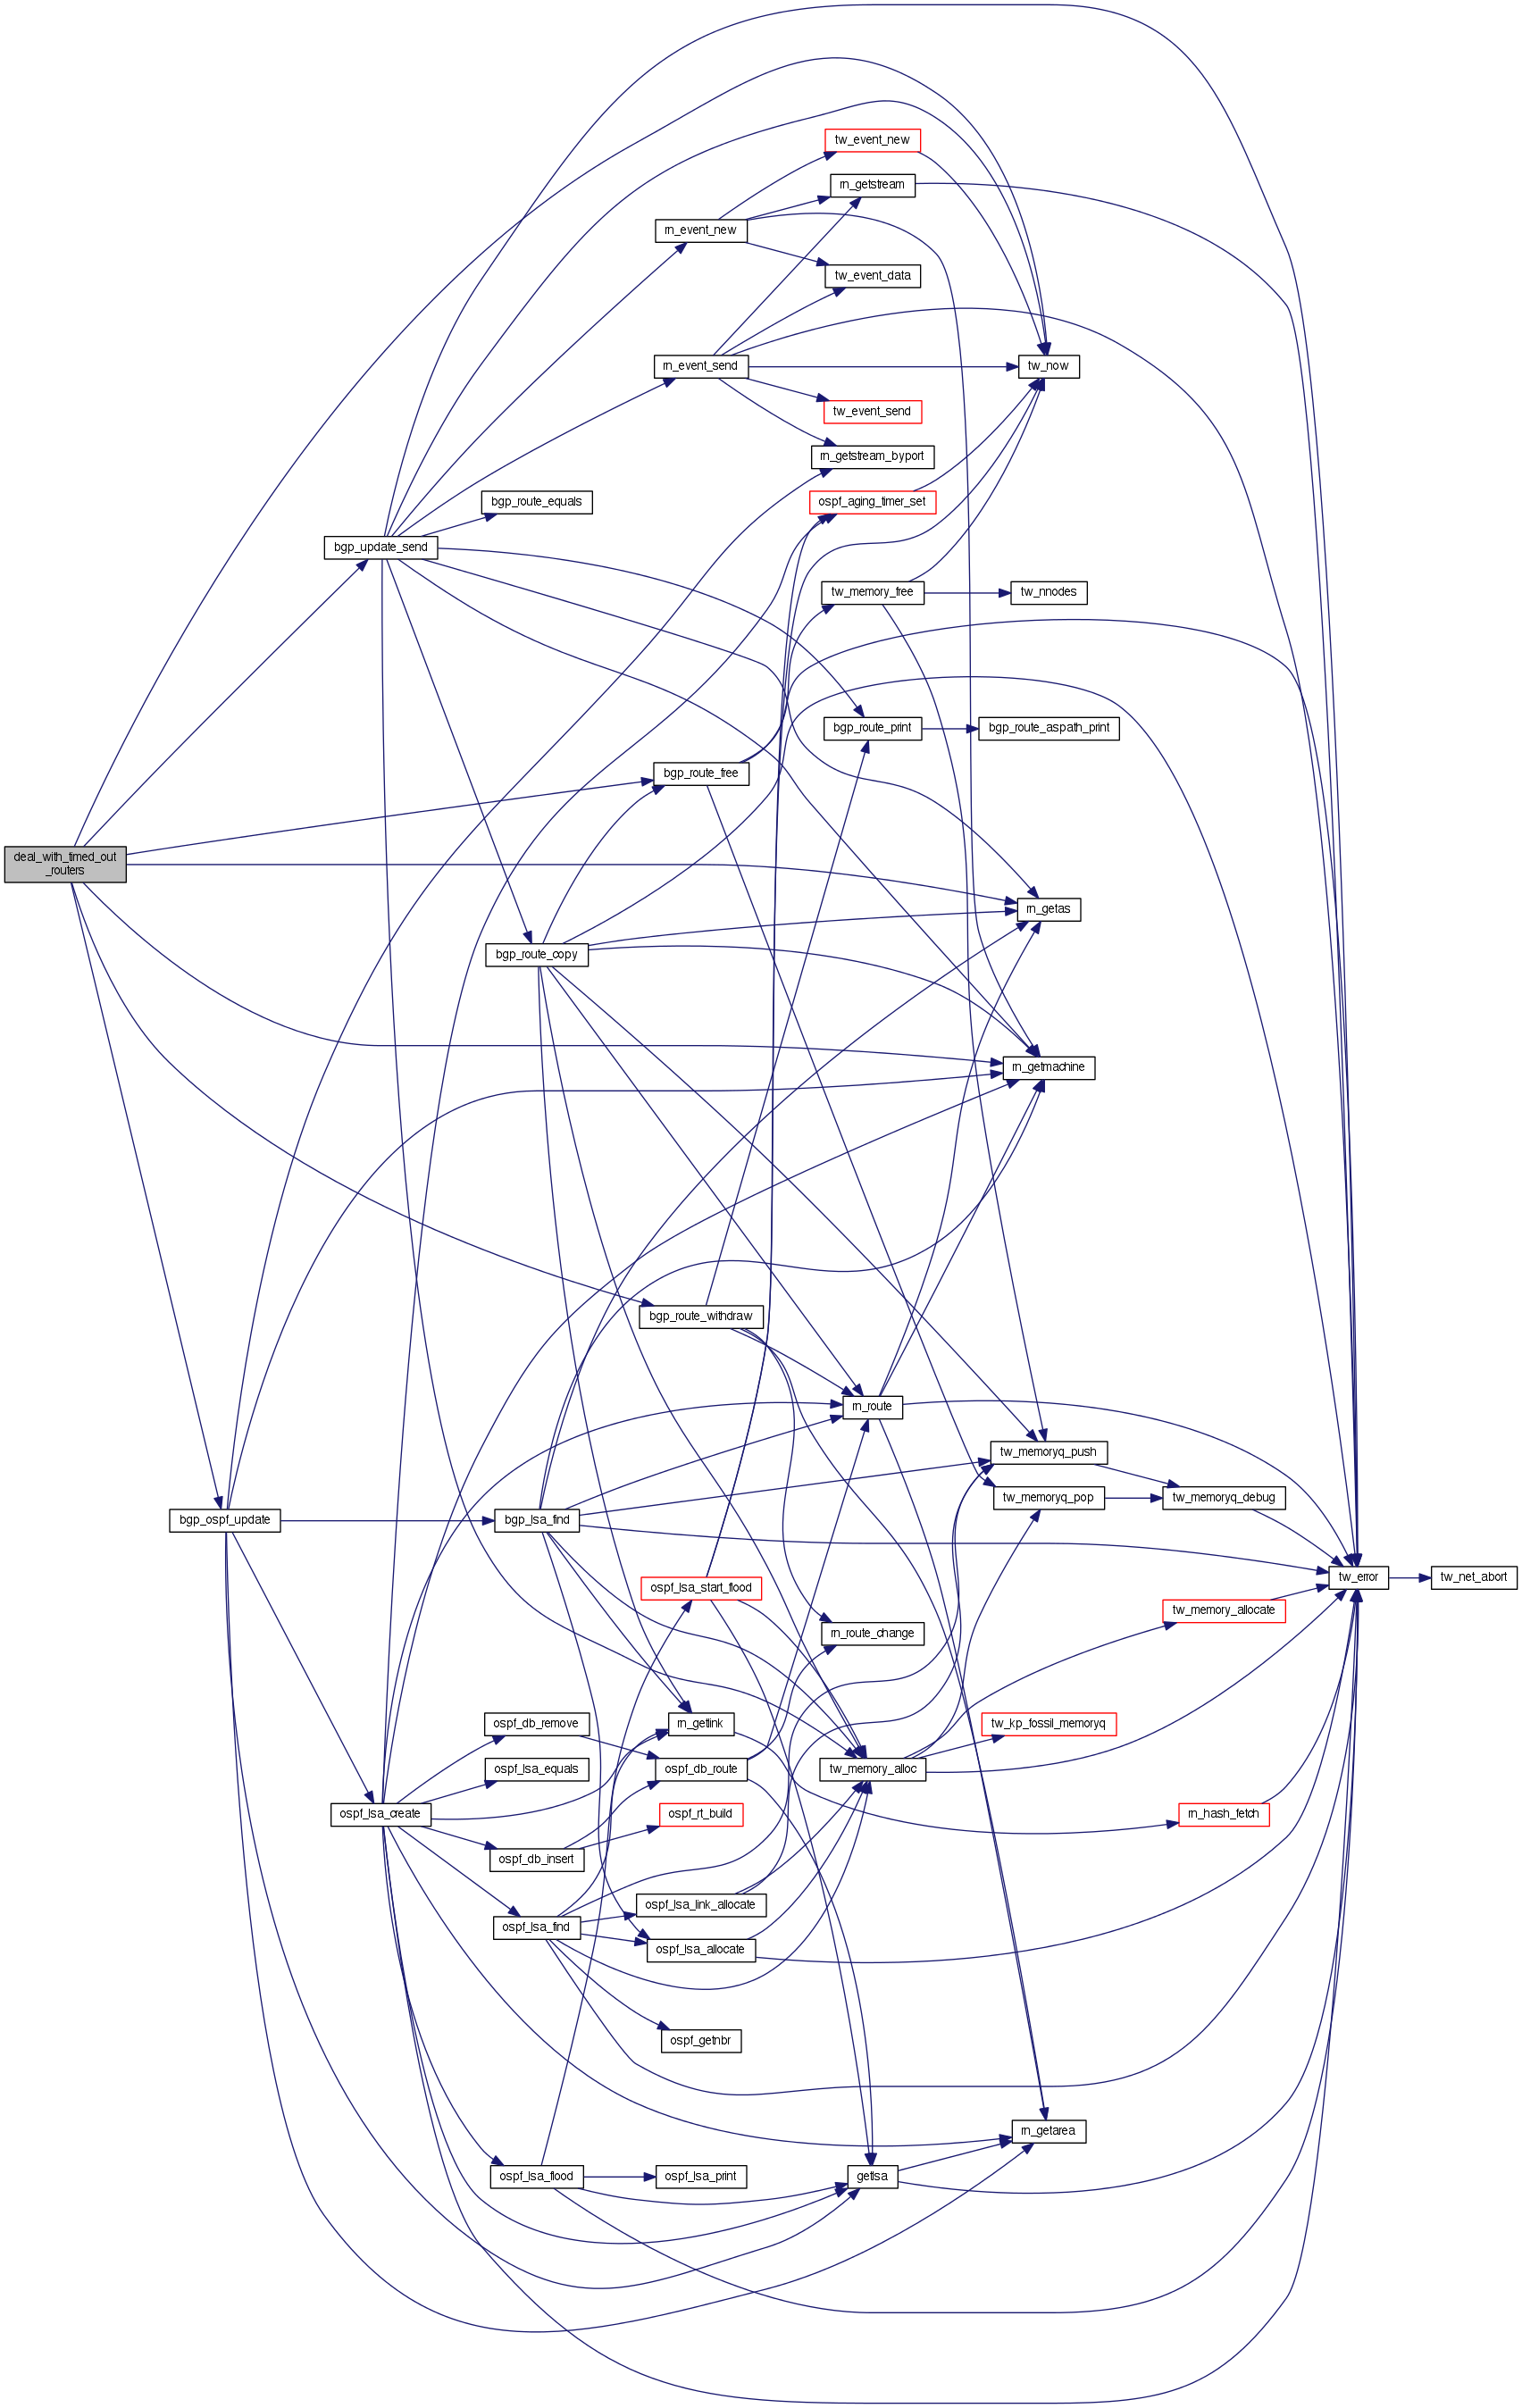 tw_event_new
rn_getstream
rn_event_new
tw_event_data
rn_event_send
tw_now
tw_event_send
rn_getstream_byport
bgp_route_equals
ospf_aging_timer_set
bgp_update_send
tw_memory_free
tw_nnodes
bgp_route_print
bgp_route_aspath_print
bgp_route_free
deal_with_timed_out
_routers
rn_getas
bgp_route_copy
rn_getmachine
bgp_route_withdraw
rn_route
tw_memoryq_push
tw_memoryq_pop
tw_memoryq_debug
bgp_ospf_update
bgp_lsa_find
tw_error
tw_net_abort
ospf_lsa_start_flood
tw_memory_allocate
rn_route_change
ospf_db_remove
rn_getlink
tw_kp_fossil_memoryq
ospf_lsa_equals
ospf_db_route
tw_memory_alloc
ospf_lsa_create
ospf_rt_build
rn_hash_fetch
ospf_db_insert
ospf_lsa_link_allocate
ospf_lsa_find
ospf_lsa_allocate
ospf_getnbr
rn_getarea
ospf_lsa_flood
ospf_lsa_print
getlsa